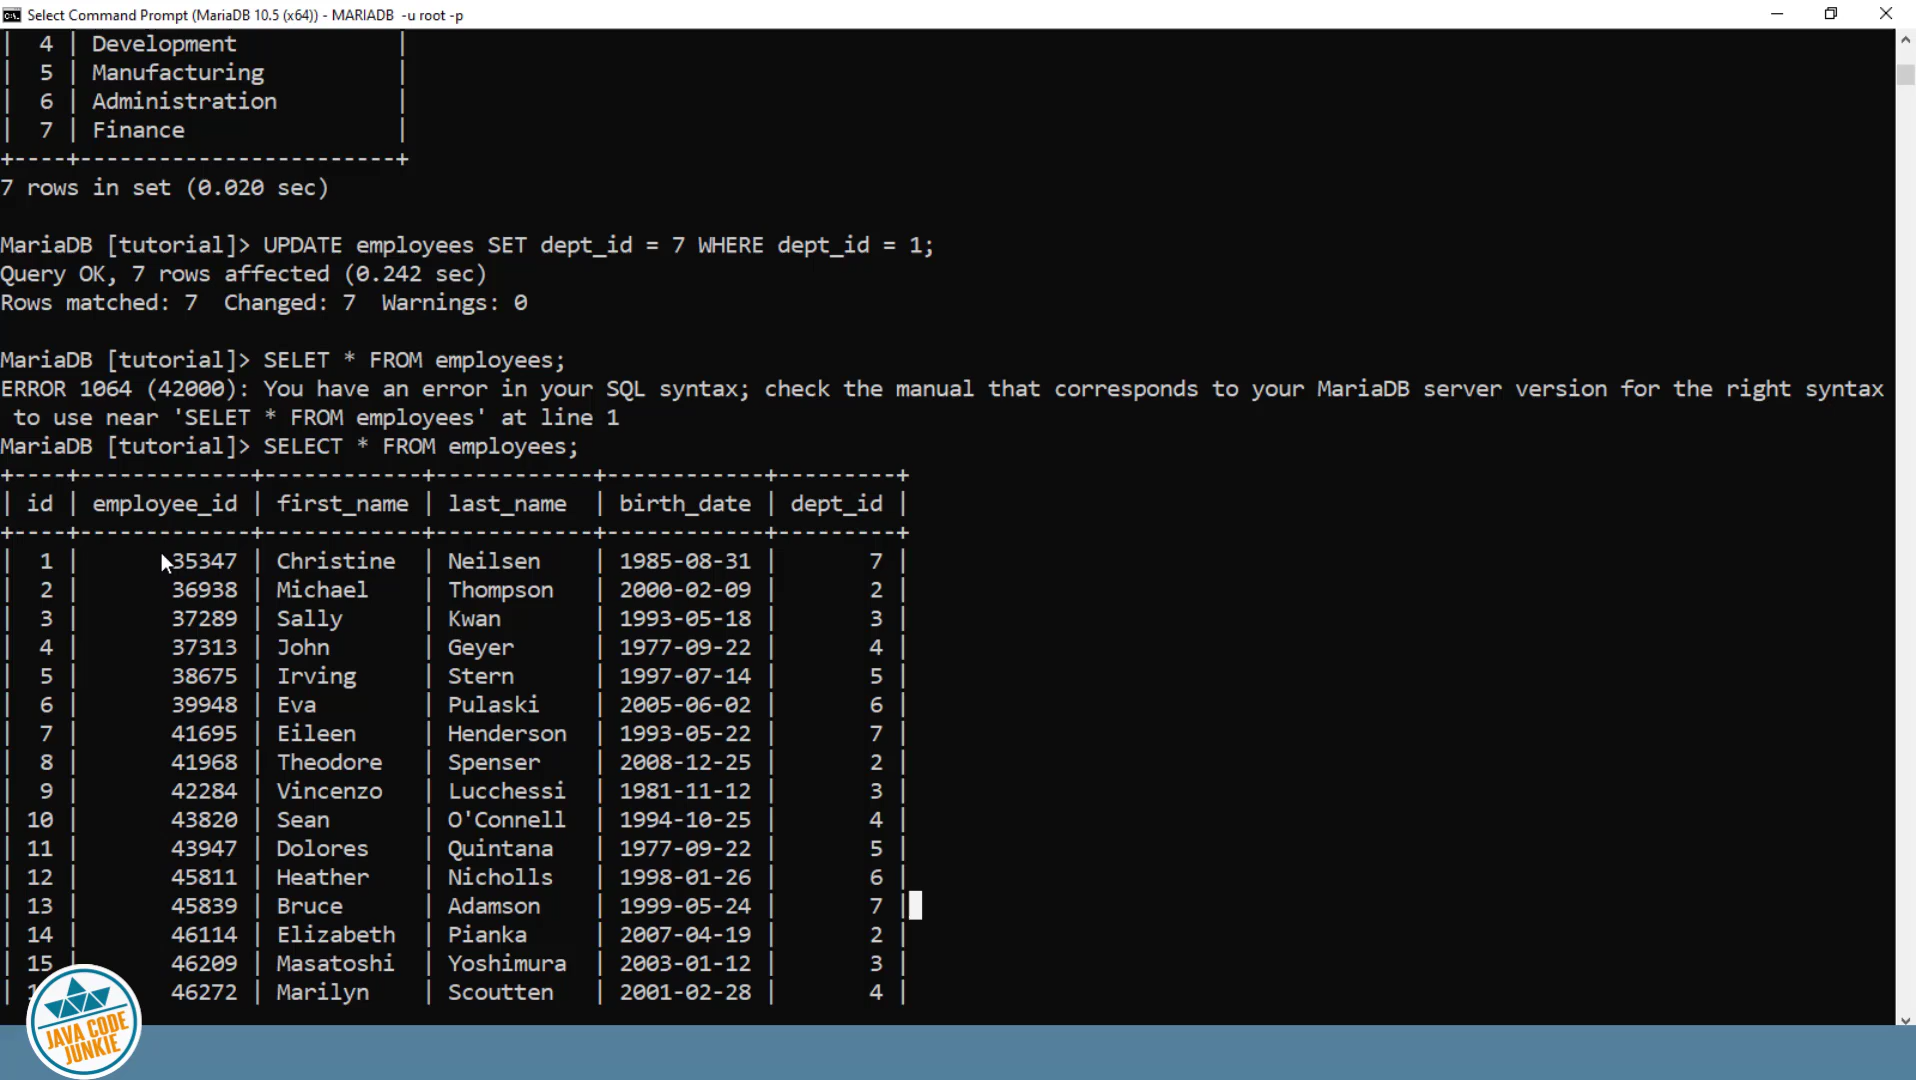 Select Command Prompt (MariaDB 10.5 (x64)) - MARIADB  -u root -p
|  4 | Development            |
|  5 | Manufacturing          |
|  6 | Administration         |
|  7 | Finance                |
+----+------------------------+
7 rows in set (0.020 sec)
MariaDB [tutorial]> UPDATE employees SET dept_id = 7 WHERE dept_id = 1;
Query OK, 7 rows affected (0.242 sec)
Rows matched: 7  Changed: 7  Warnings: 0
MariaDB [tutorial]> SELET * FROM employees;
ERROR 1064 (42000): You have an error in your SQL syntax; check the manual that corresponds to your MariaDB server version for the right syntax
 to use near 'SELET * FROM employees' at line 1
MariaDB [tutorial]> SELECT * FROM employees;
+----+-------------+------------+------------+------------+---------+
| id | employee_id | first_name | last_name  | birth_date | dept_id |
+----+-------------+------------+------------+------------+---------+
|  1 |       35347 | Christine  | Neilsen    | 1985-08-31 |       7 |
|  2 |       36938 | Michael    | Thompson   | 2000-02-09 |       2 |
|  3 |       37289 | Sally      | Kwan       | 1993-05-18 |       3 |
|  4 |       37313 | John       | Geyer      | 1977-09-22 |       4 |
|  5 |       38675 | Irving     | Stern      | 1997-07-14 |       5 |
|  6 |       39948 | Eva        | Pulaski    | 2005-06-02 |       6 |
|  7 |       41695 | Eileen     | Henderson  | 1993-05-22 |       7 |
|  8 |       41968 | Theodore   | Spenser    | 2008-12-25 |       2 |
|  9 |       42284 | Vincenzo   | Lucchessi  | 1981-11-12 |       3 |
| 10 |       43820 | Sean       | O'Connell  | 1994-10-25 |       4 |
| 11 |       43947 | Dolores    | Quintana   | 1977-09-22 |       5 |
| 12 |       45811 | Heather    | Nicholls   | 1998-01-26 |       6 |
| 13 |       45839 | Bruce      | Adamson    | 1999-05-24 |       7 |
| 14 |       46114 | Elizabeth  | Pianka     | 2007-04-19 |       2 |
| 15 |       46209 | Masatoshi  | Yoshimura  | 2003-01-12 |       3 |
|            46272 | Marilyn    | Scoutten   | 2001-02-28 |       4 |
JAVA CODE
JUNKIE